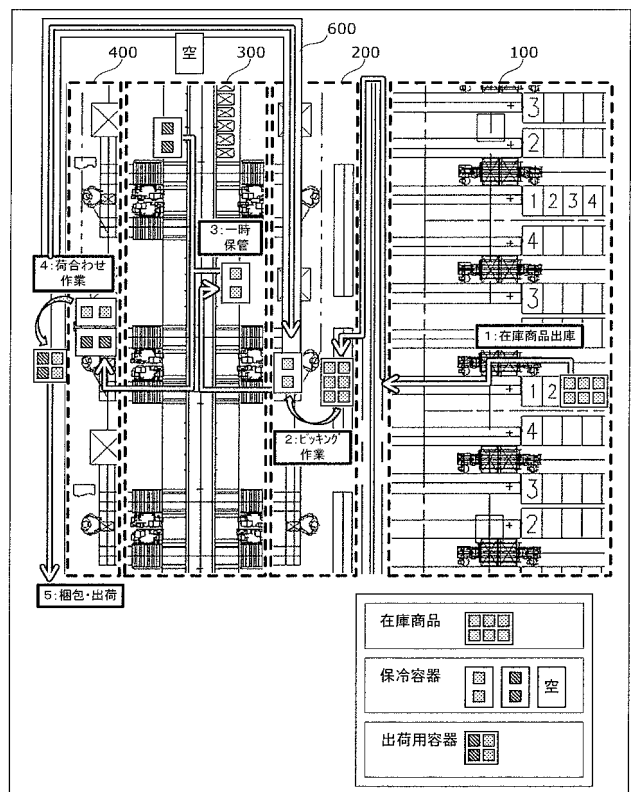 600
空
400
300
200
100
3
2
1 2 3 4
3:一時
保管
4:荷合わせ
作業
4
3
1:在庫商品出庫
1 2
2:ピッキング
作業
4
3
2
5:梱包・出荷
在庫商品
保冷容器
空
出荷用容器